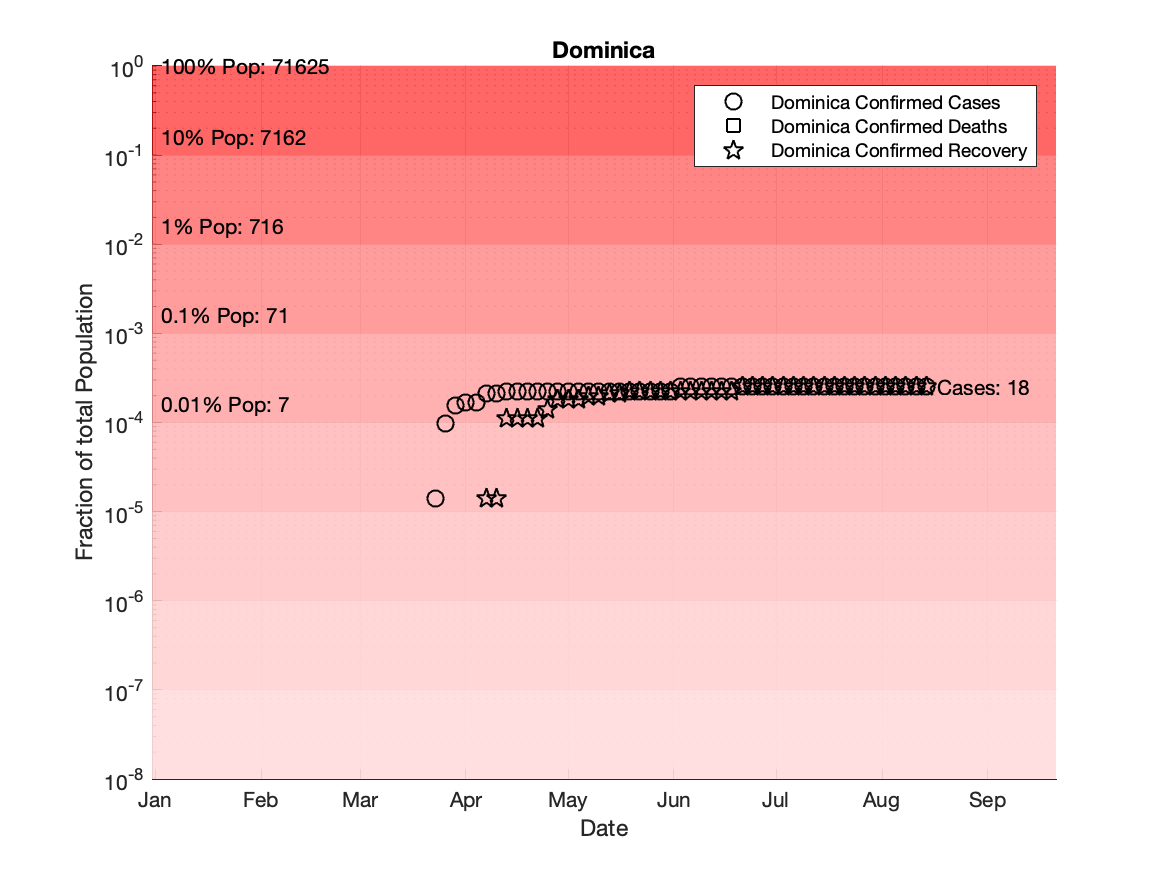 Dominica
10^0
100% Pop: 71625
Dominica Confirmed Cases
Dominica Confirmed Deaths
Dominica Confirmed Recovery
10% Pop: 7162
10^-1
1% Pop: 716
10^-2
0.1% Pop: 71
10^-3
Cases: 18
0.01% Pop: 7
10^-4
10^-5
10^-6
10^-7
10^-8
Fraction of total Population
Jan Feb Mar Apr May Jun Jul Aug Sep
Date